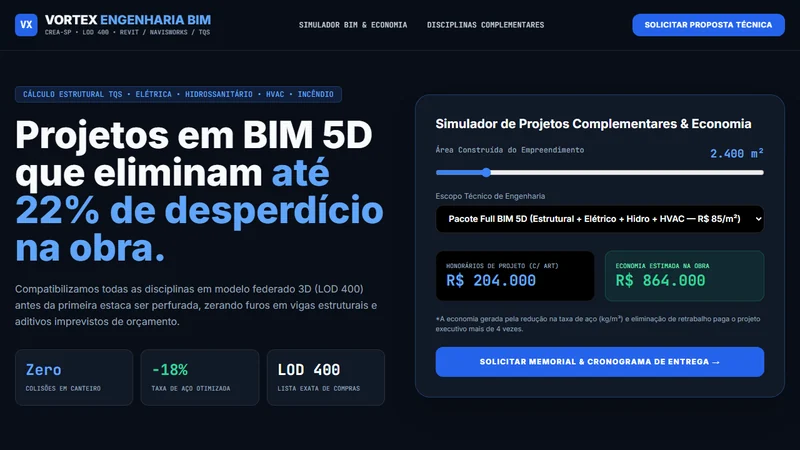 VX
VORTEX ENGENHARIA BIM
CREA-SP • LOD 400 • REVIT / NAVISWORKS / TQS
SIMULADOR BIM & ECONOMIA
DISCIPLINAS COMPLEMENTARES
SOLICITAR PROPOSTA TÉCNICA
CÁLCULO ESTRUTURAL TQS • ELÉTRICA • HIDROSSANITÁRIO • HVAC • INCÊNDIO
Projetos em BIM 5D
que eliminam até
22% de desperdício
na obra.
Compatibilizamos todas as disciplinas em modelo federado 3D (LOD 400)
antes da primeira estaca ser perfurada, zerando furos em vigas estruturais e
aditivos imprevistos de orçamento.
Zero
COLISÕES EM CANTEIRO
-18%
TAXA DE AÇO OTIMIZADA
LOD 400
LISTA EXATA DE COMPRAS
Simulador de Projetos Complementares & Economia
Área Construída do Empreendimento
2.400 m²
Escopo Técnico de Engenharia
Pacote Full BIM 5D (Estrutural + Elétrico + Hidro + HVAC — R$ 85/m²)
HONORÁRIOS DE PROJETO (C/ ART)
R$ 204.000
ECONOMIA ESTIMADA NA OBRA
R$ 864.000
*A economia gerada pela redução na taxa de aço (kg/m³) e eliminação de retrabalho paga o projeto
executivo mais de 4 vezes.
SOLICITAR MEMORIAL & CRONOGRAMA DE ENTREGA →